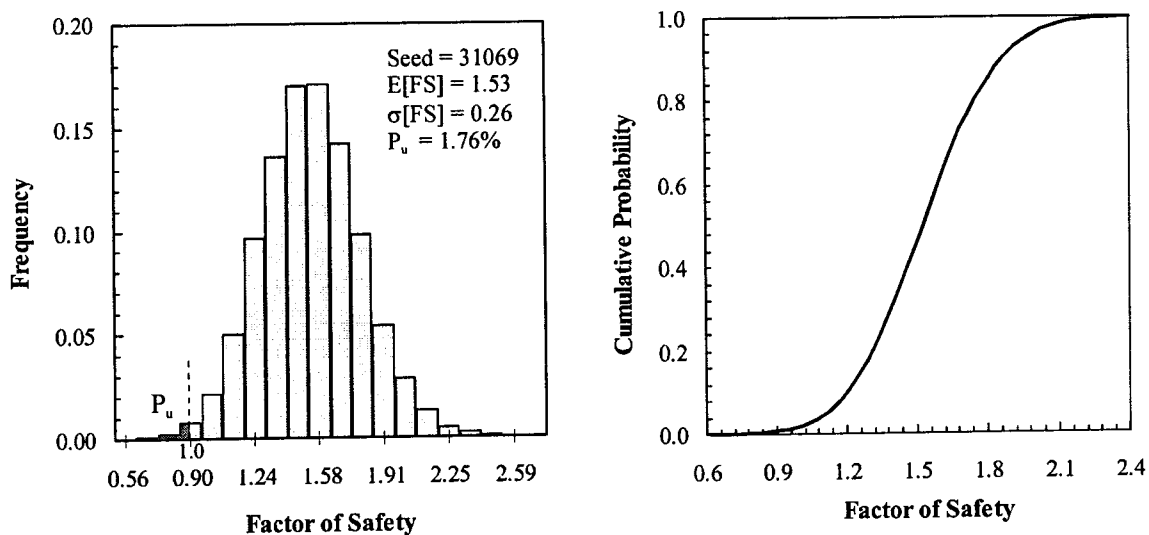 0.20
0.15
0.10
0.05
0.00
Frequency
Seed = 31069
E[FS] = 1.53
σ[FS] = 0.26
Pᵤ = 1.76%
Pᵤ
1.0
0.56 0.90 1.24 1.58 1.91 2.25 2.59
Factor of Safety
1.0
0.8
0.6
0.4
0.2
0.0
Cumulative Probability
0.6 0.9 1.2 1.5 1.8 2.1 2.4
Factor of Safety